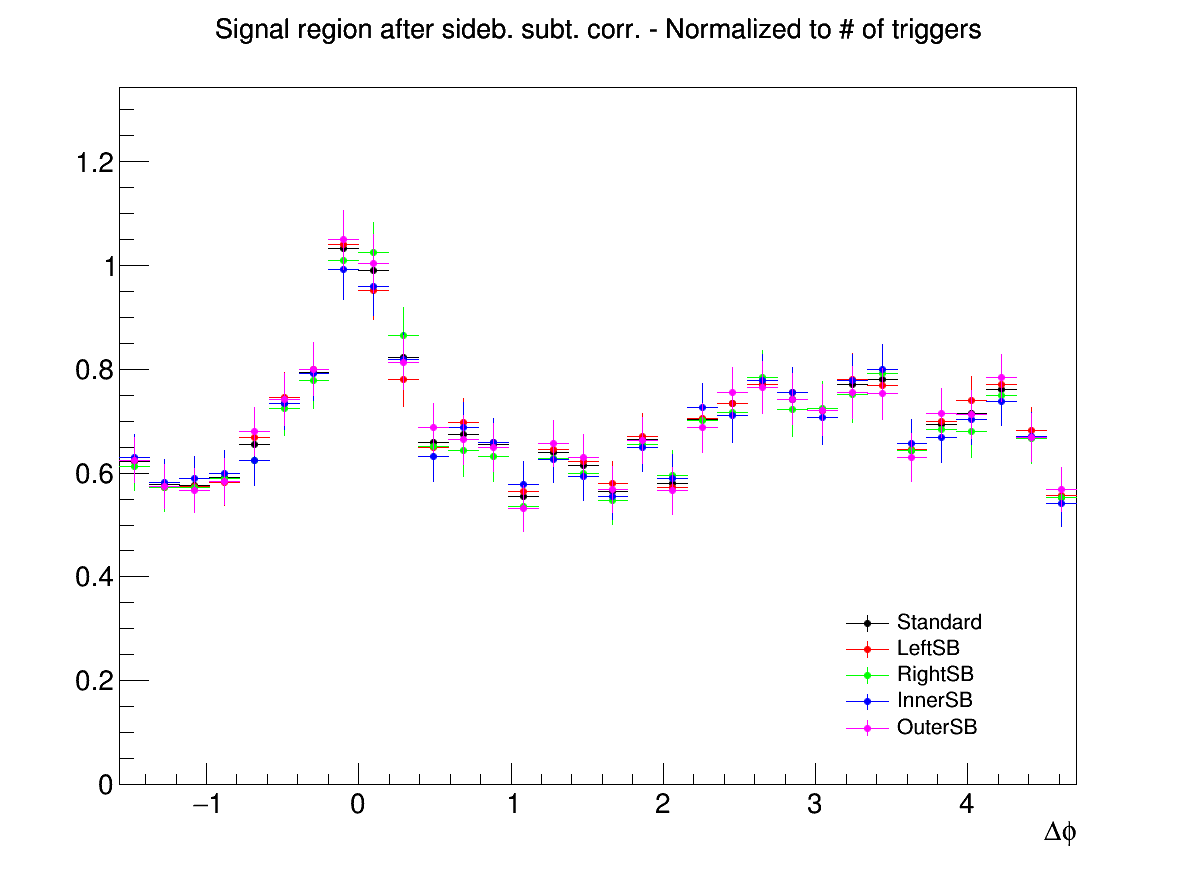 Signal region after sideb. subt. corr. - Normalized to # of triggers
1.2
1
0.8
0.6
0.4
0.2
0
Standard
LeftSB
RightSB
InnerSB
OuterSB
−1 0 1 2 3 4
Δϕ